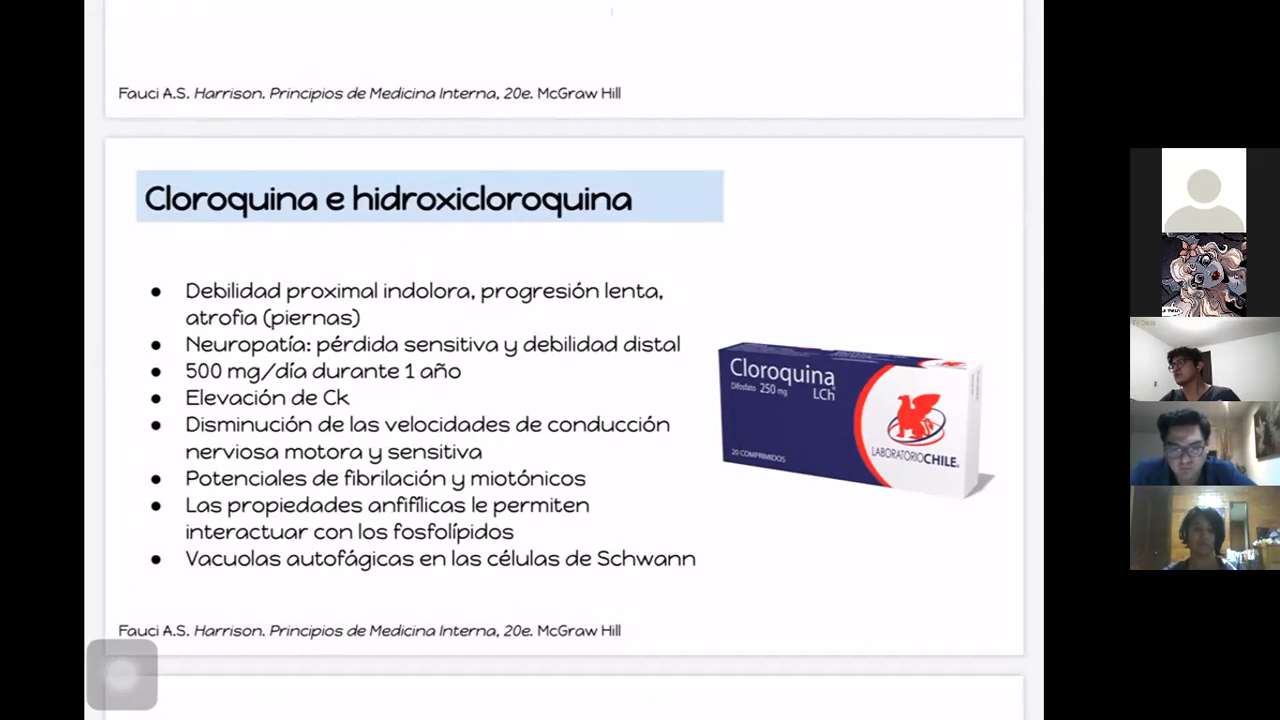 Fauci A.S. Harrison. Principios de Medicina Interna, 20e. McGraw Hill
Cloroquina e hidroxicloroquina
● Debilidad proximal indolora, progresión lenta,
atrofia (piernas)
● Neuropatía: pérdida sensitiva y debilidad distal
● 500 mg/día durante 1 año
● Elevación de Ck
● Disminución de las velocidades de conducción
nerviosa motora y sensitiva
● Potenciales de fibrilación y miotónicos
● Las propiedades anfifílicas le permiten
interactuar con los fosfolípidos
● Vacuolas autofágicas en las células de Schwann
Cloroquina
Difosfato 250 mg LCh
20 COMPRIMIDOS
LABORATORIOCHILE
Fauci A.S. Harrison. Principios de Medicina Interna, 20e. McGraw Hill